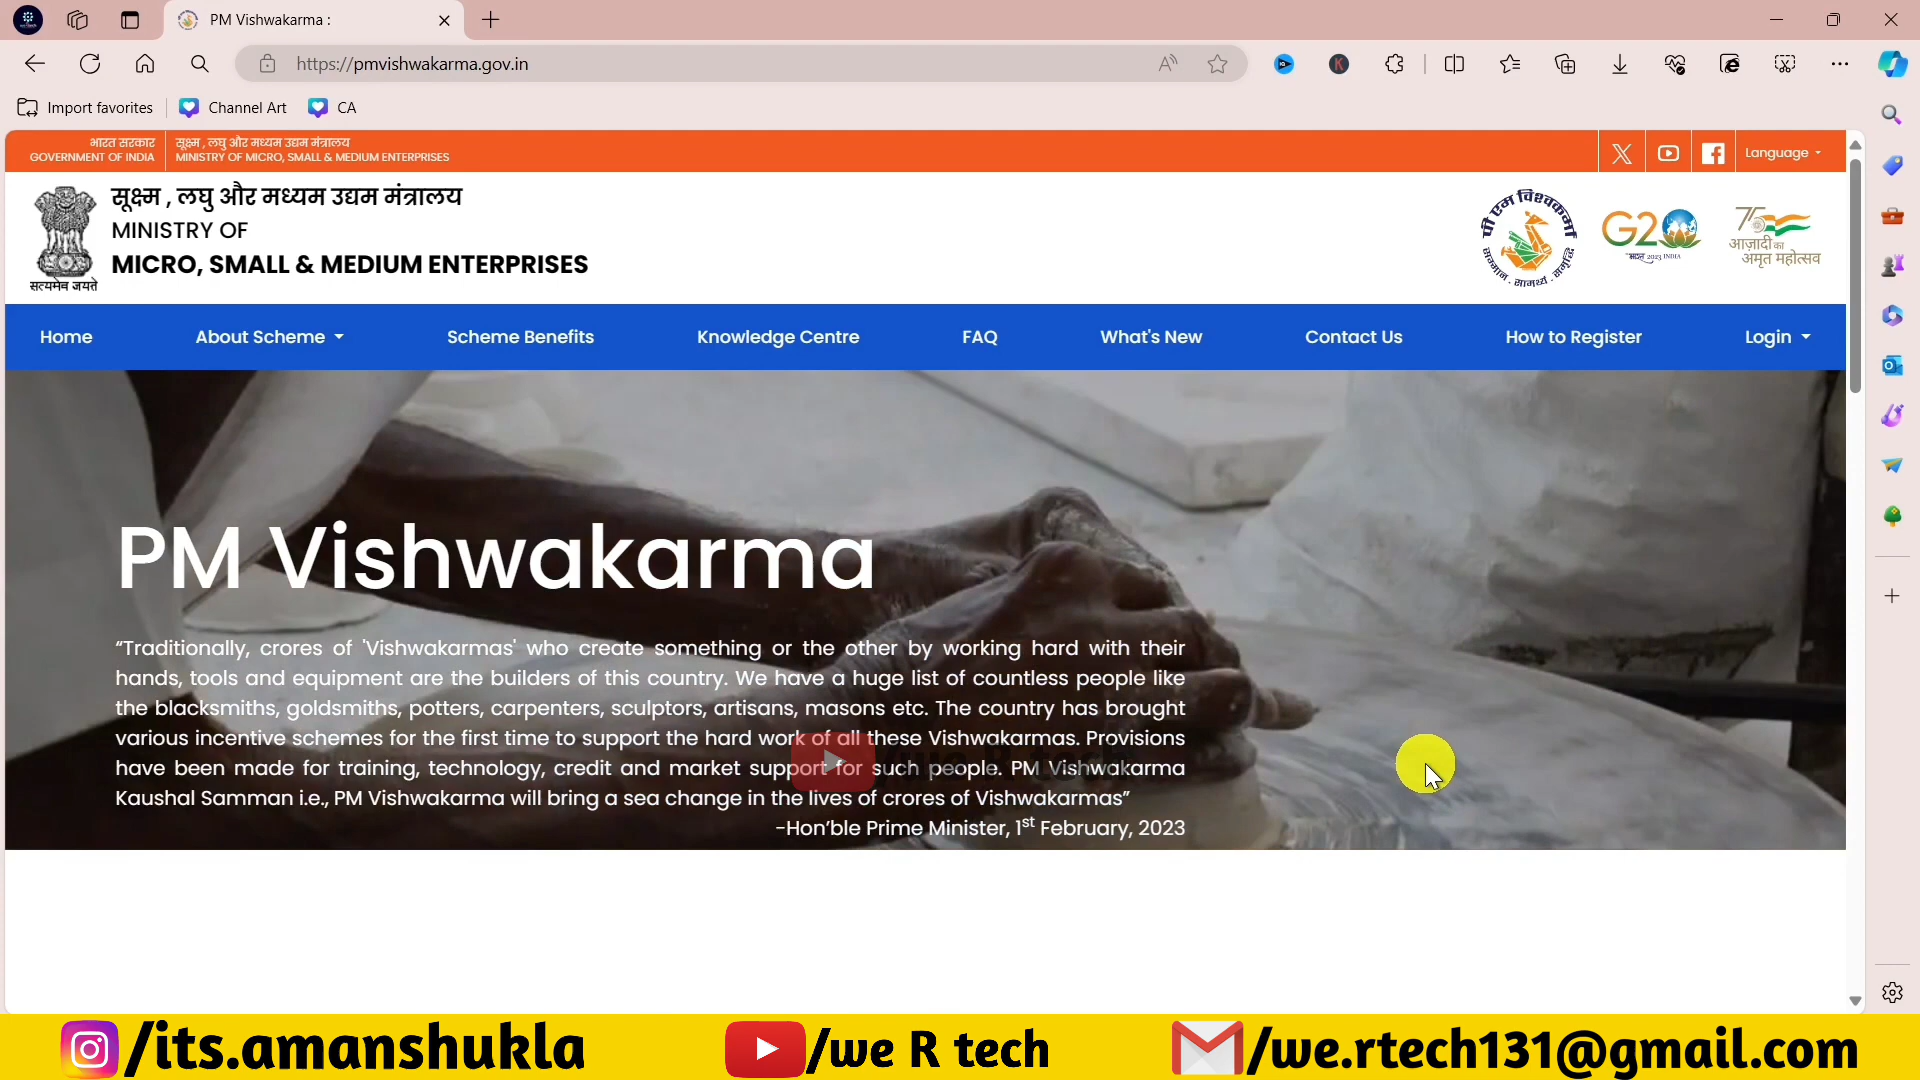 PM Vishwakarma :
https://pmvishwakarma.gov.in
Import favorites
Channel Art
CA
भारत सरकार
GOVERNMENT OF INDIA
सूक्ष्म , लघु और मध्यम उद्यम मंत्रालय
MINISTRY OF MICRO, SMALL & MEDIUM ENTERPRISES
Language
सूक्ष्म , लघु और मध्यम उद्यम मंत्रालय
MINISTRY OF
MICRO, SMALL & MEDIUM ENTERPRISES
सत्यमेव जयते
पी एम विश्वकर्मा
सम्मान . सामर्थ्य . समृद्धि
G20
भारत 2023 INDIA
75
आज़ादी का
अमृत महोत्सव
Home
About Scheme
Scheme Benefits
Knowledge Centre
FAQ
What's New
Contact Us
How to Register
Login
PM Vishwakarma
“Traditionally, crores of 'Vishwakarmas' who create something or the other by working hard with their
hands, tools and equipment are the builders of this country. We have a huge list of countless people like
the blacksmiths, goldsmiths, potters, carpenters, sculptors, artisans, masons etc. The country has brought
various incentive schemes for the first time to support the hard work of all these Vishwakarmas. Provisions
have been made for training, technology, credit and market support for such people. PM Vishwakarma
Kaushal Samman i.e., PM Vishwakarma will bring a sea change in the lives of crores of Vishwakarmas”
-Hon’ble Prime Minister, 1st February, 2023
/its.amanshukla
/we R tech
/we.rtech131@gmail.com